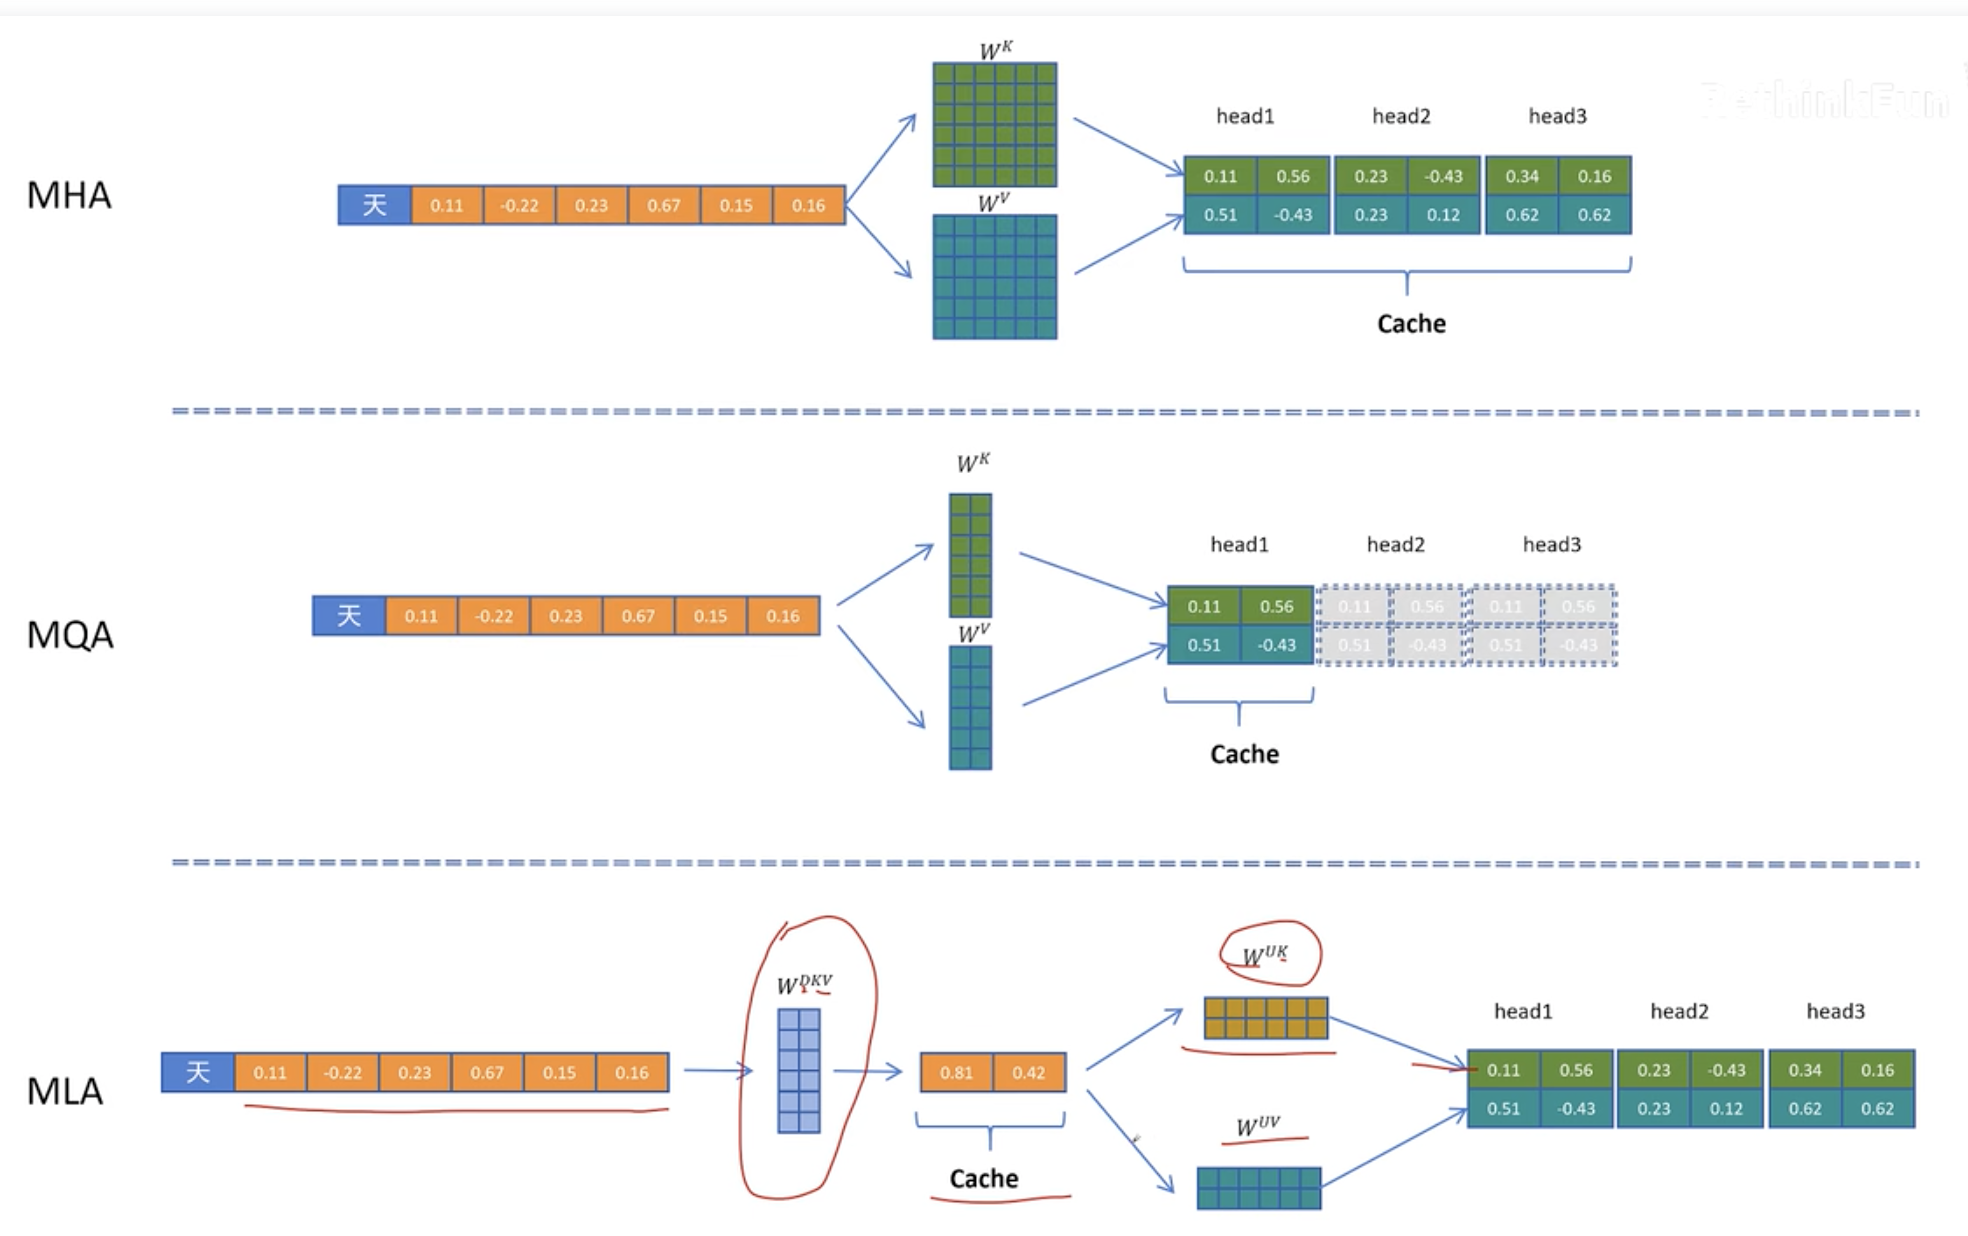 RethinkFun
W^K
head1 head2 head3
MHA
天 0.11 -0.22 0.23 0.67 0.15 0.16
0.11 0.56 0.23 -0.43 0.34 0.16
W^V
0.51 -0.43 0.23 0.12 0.62 0.62
Cache
W^K
head1 head2 head3
MQA
天 0.11 -0.22 0.23 0.67 0.15 0.16
0.11 0.56 0.11 0.56 0.11 0.56
W^V
0.51 -0.43 0.51 -0.43 0.51 -0.43
Cache
W^{UK}
W^{DKV}
head1 head2 head3
MLA
天 0.11 -0.22 0.23 0.67 0.15 0.16
0.81 0.42
0.11 0.56 0.23 -0.43 0.34 0.16
0.51 -0.43 0.23 0.12 0.62 0.62
W^{UV}
Cache